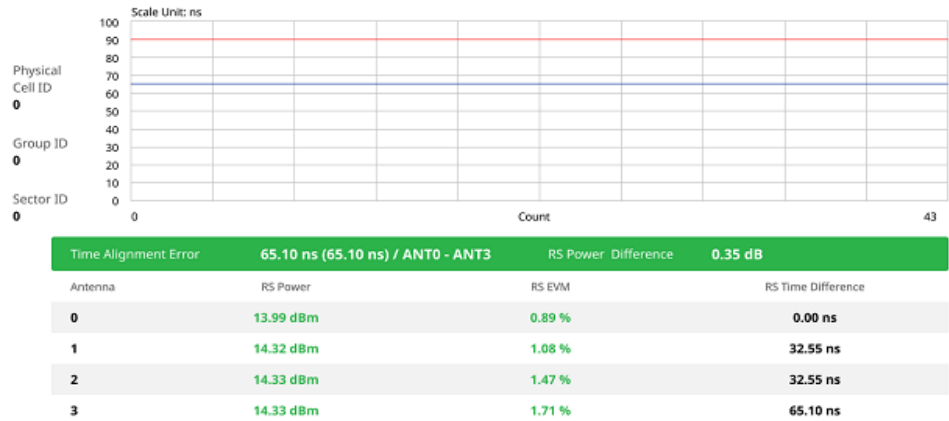 Scale Unit: ns
100
90
80
70
60
50
40
30
20
10
0
Physical
Cell ID
0
Group ID
0
Sector ID
0
0 Count 43
Time Alignment Error 65.10 ns (65.10 ns) / ANT0 - ANT3 RS Power Difference 0.35 dB
Antenna RS Power RS EVM RS Time Difference
0 13.99 dBm 0.89 % 0.00 ns
1 14.32 dBm 1.08 % 32.55 ns
2 14.33 dBm 1.47 % 32.55 ns
3 14.33 dBm 1.71 % 65.10 ns